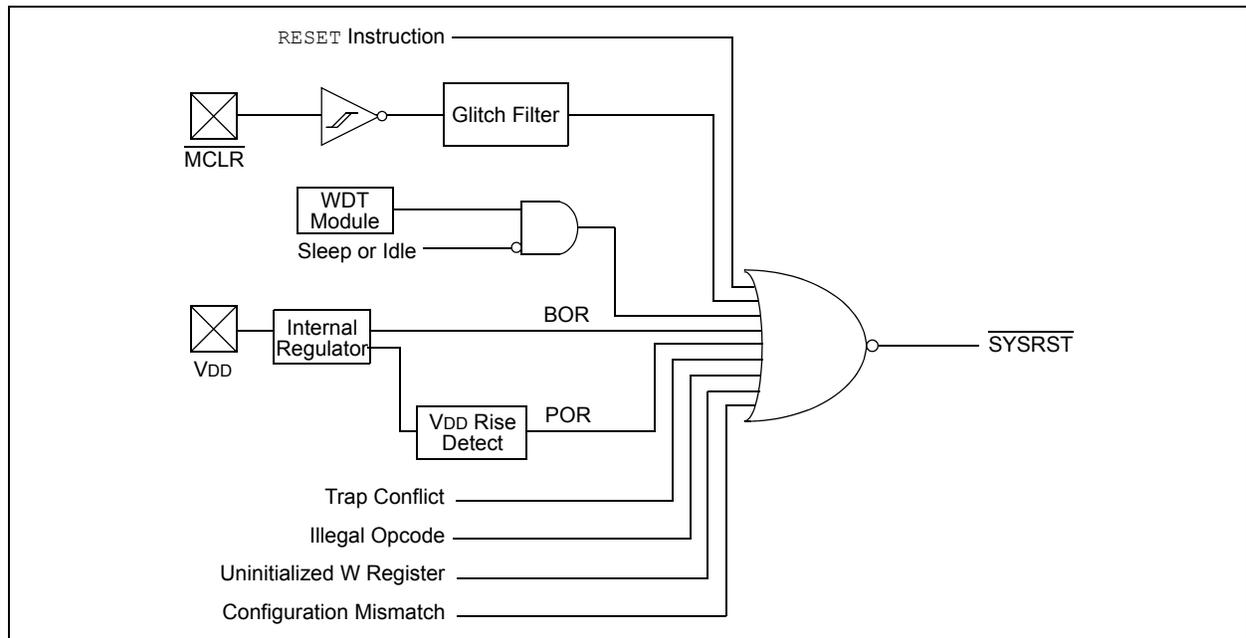 RESET Instruction
Glitch Filter
MCLR
WDT
Module
Sleep or Idle
BOR
Internal
Regulator
VDD
SYSRST
POR
VDD Rise
Detect
Trap Conflict
Illegal Opcode
Uninitialized W Register
Configuration Mismatch